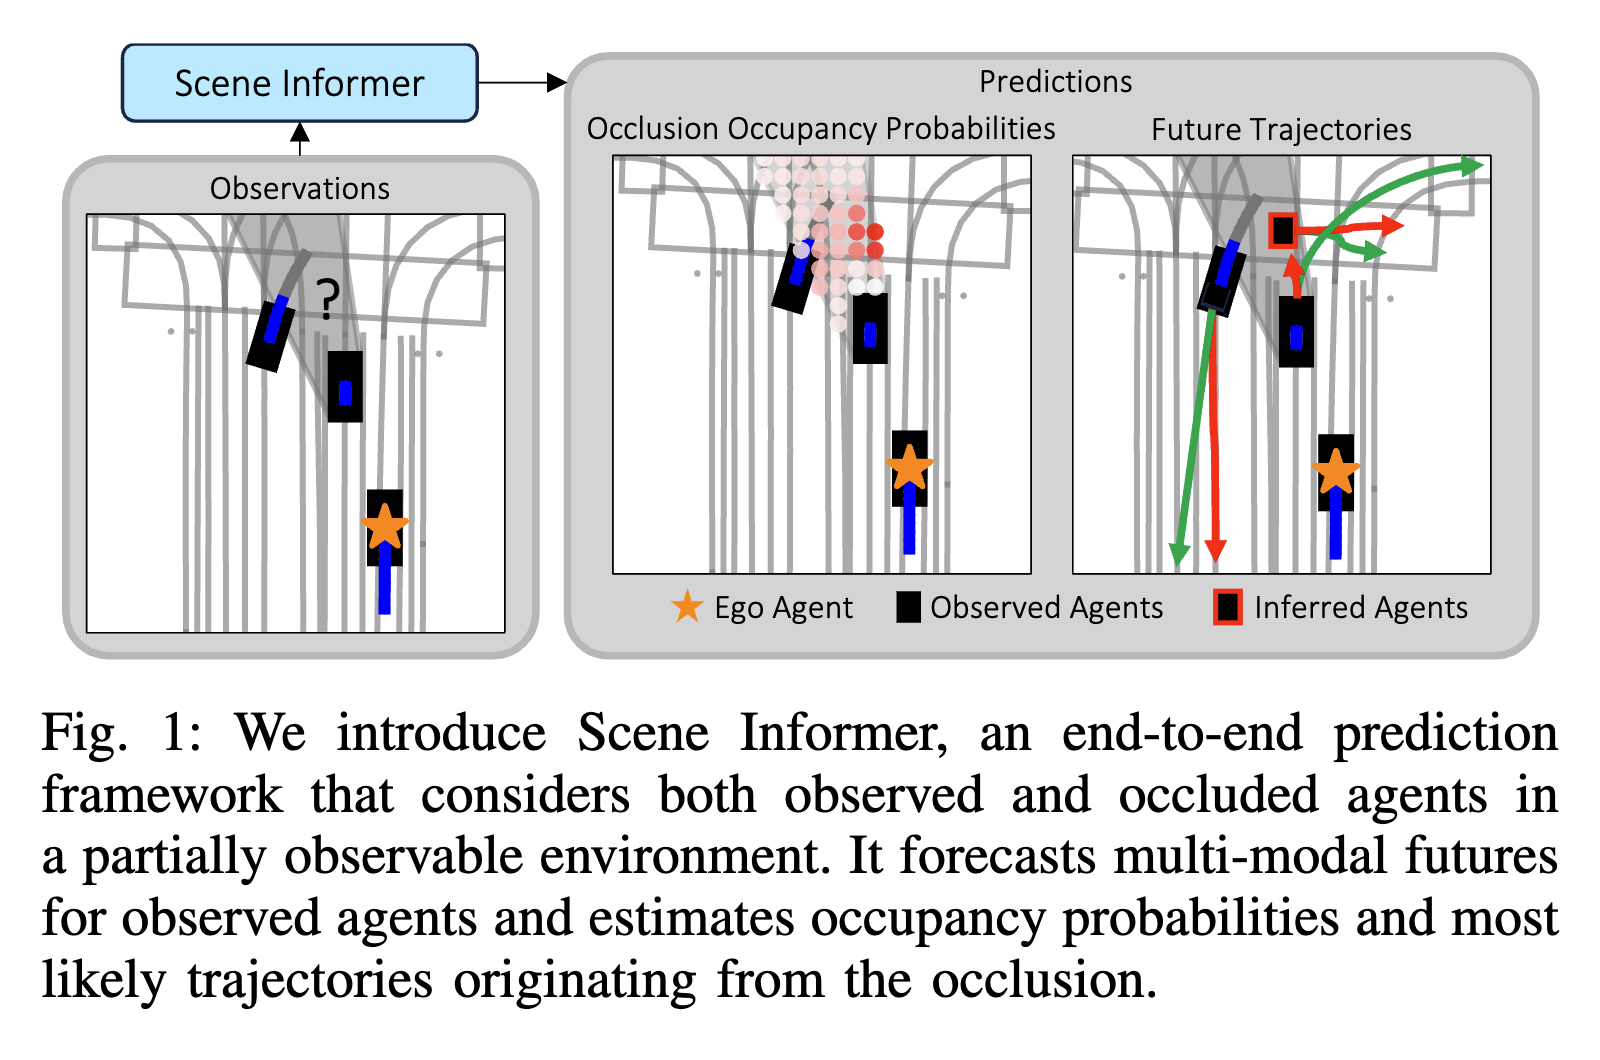 Scene Informer
Observations
?
Predictions
Occlusion Occupancy Probabilities
Future Trajectories
Ego Agent
Observed Agents
Inferred Agents
Fig. 1: We introduce Scene Informer, an end-to-end prediction
framework that considers both observed and occluded agents in
a partially observable environment. It forecasts multi-modal futures
for observed agents and estimates occupancy probabilities and most
likely trajectories originating from the occlusion.